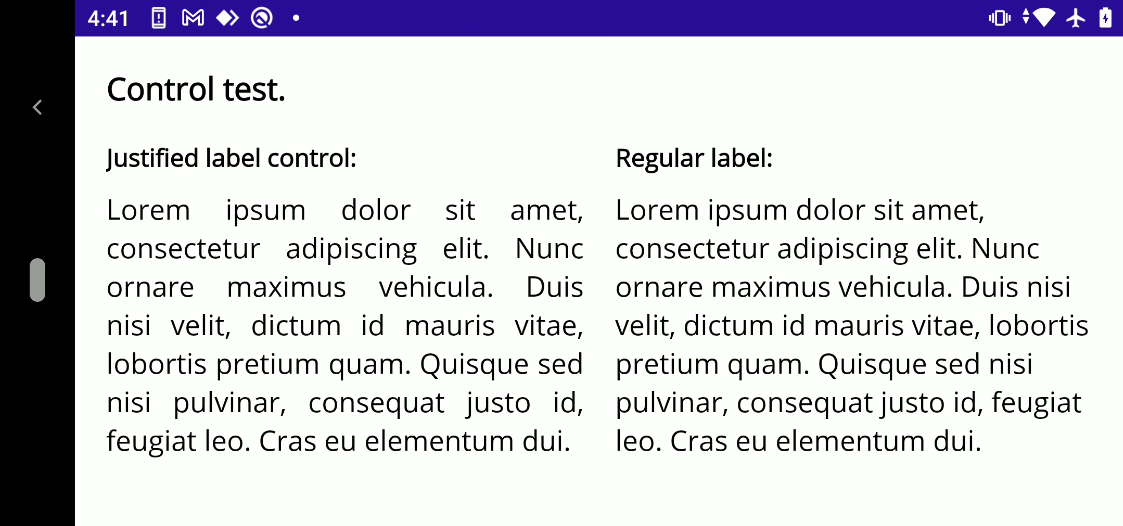 4:41
Control test.
Justified label control:
Lorem ipsum dolor sit amet,
consectetur adipiscing elit. Nunc
ornare maximus vehicula. Duis
nisi velit, dictum id mauris vitae,
lobortis pretium quam. Quisque sed
nisi pulvinar, consequat justo id,
feugiat leo. Cras eu elementum dui.
Regular label:
Lorem ipsum dolor sit amet,
consectetur adipiscing elit. Nunc
ornare maximus vehicula. Duis nisi
velit, dictum id mauris vitae, lobortis
pretium quam. Quisque sed nisi
pulvinar, consequat justo id, feugiat
leo. Cras eu elementum dui.